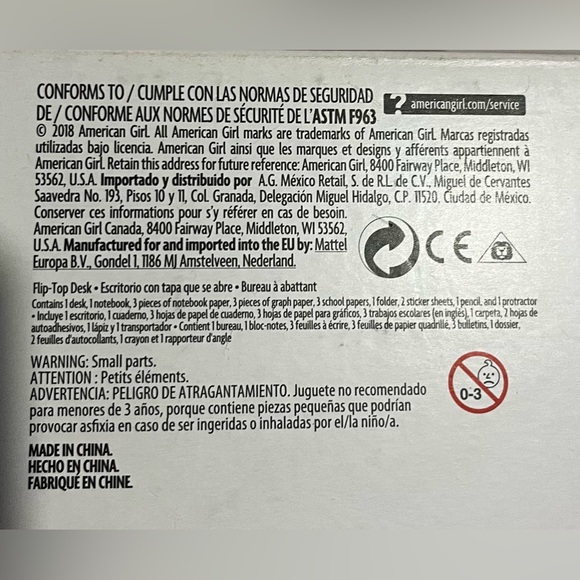 CONFORMS TO / CUMPLE CON LAS NORMAS DE SEGURIDAD
DE / CONFORME AUX NORMES DE SÉCURITÉ DE L'ASTM F963
? americangirl.com/service
© 2018 American Girl. All American Girl marks are trademarks of American Girl. Marcas registradas
utilizadas bajo licencia. American Girl ainsi que les marques et designs y afférents appartiennent à
American Girl. Retain this address for future reference: American Girl, 8400 Fairway Place, Middleton, WI
53562, U.S.A. Importado y distribuido por A.G. México Retail, S. de R.L. de C.V., Miguel de Cervantes
Saavedra No. 193, Pisos 10 y 11, Col. Granada, Delegación Miguel Hidalgo, C.P. 11520. Ciudad de México.
Conserver ces informations pour s'y référer en cas de besoin.
American Girl Canada, 8400 Fairway Place, Middleton, WI 53562,
U.S.A. Manufactured for and imported into the EU by: Mattel
Europa B.V., Gondel 1, 1186 MJ Amstelveen, Nederland.
CE
Flip-Top Desk • Escritorio con tapa que se abre • Bureau à abattant
Contains 1 desk, 1 notebook, 3 pieces of notebook paper, 3 pieces of graph paper, 3 school papers, 1 folder, 2 sticker sheets, 1 pencil, and 1 protractor
• Incluye 1 escritorio, 1 cuaderno, 3 hojas de papel de cuaderno, 3 hojas de papel para gráficos, 3 trabajos escolares (en inglés), 1 carpeta, 2 hojas de
autoadhesivos, 1 lápiz y 1 transportador • Contient 1 bureau, 1 bloc-notes, 3 feuilles à écrire, 3 feuilles de papier quadrillé, 3 bulletins, 1 dossier,
2 feuilles d'autocollants, 1 crayon et 1 rapporteur d'angle
WARNING: Small parts.
ATTENTION : Petits éléments.
ADVERTENCIA: PELIGRO DE ATRAGANTAMIENTO. Juguete no recomendado
para menores de 3 años, porque contiene piezas pequeñas que podrían
provocar asfixia en caso de ser ingeridas o inhaladas por el/la niño/a.
0-3
MADE IN CHINA.
HECHO EN CHINA.
FABRIQUÉ EN CHINE.